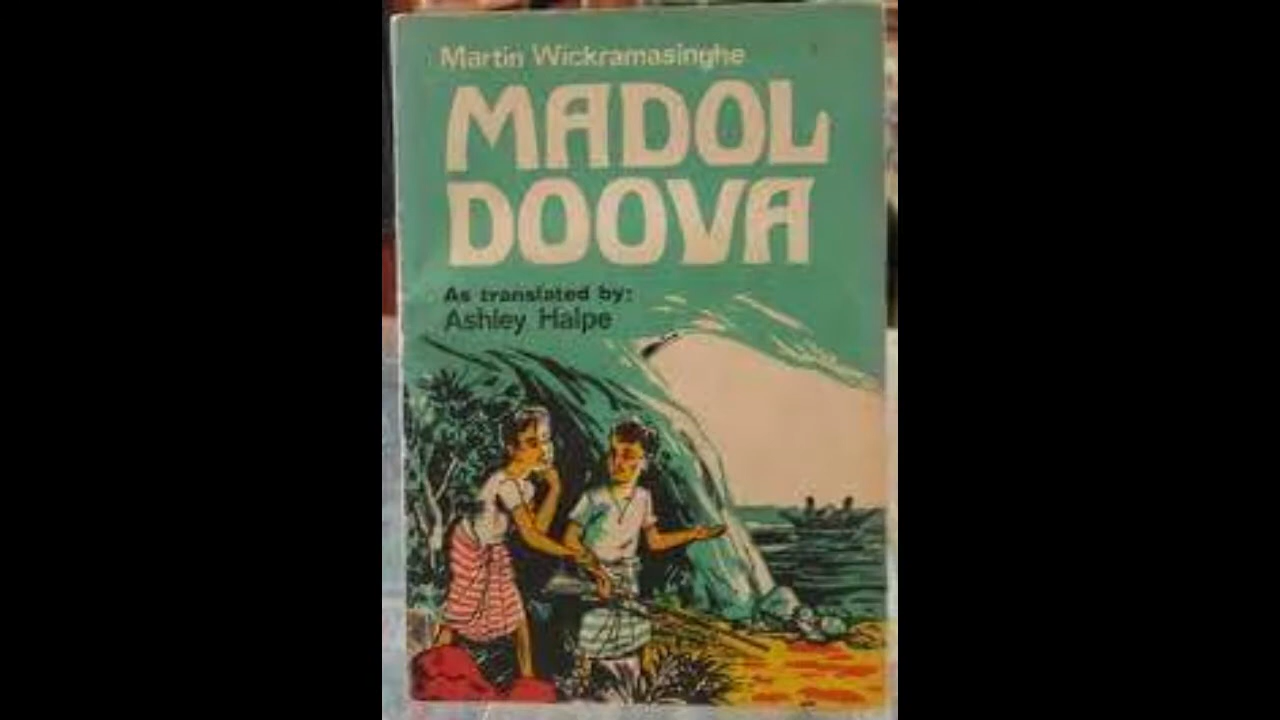 Martin Wickramasinghe
MADOL
DOOVA
As translated by:
Ashley Halpe